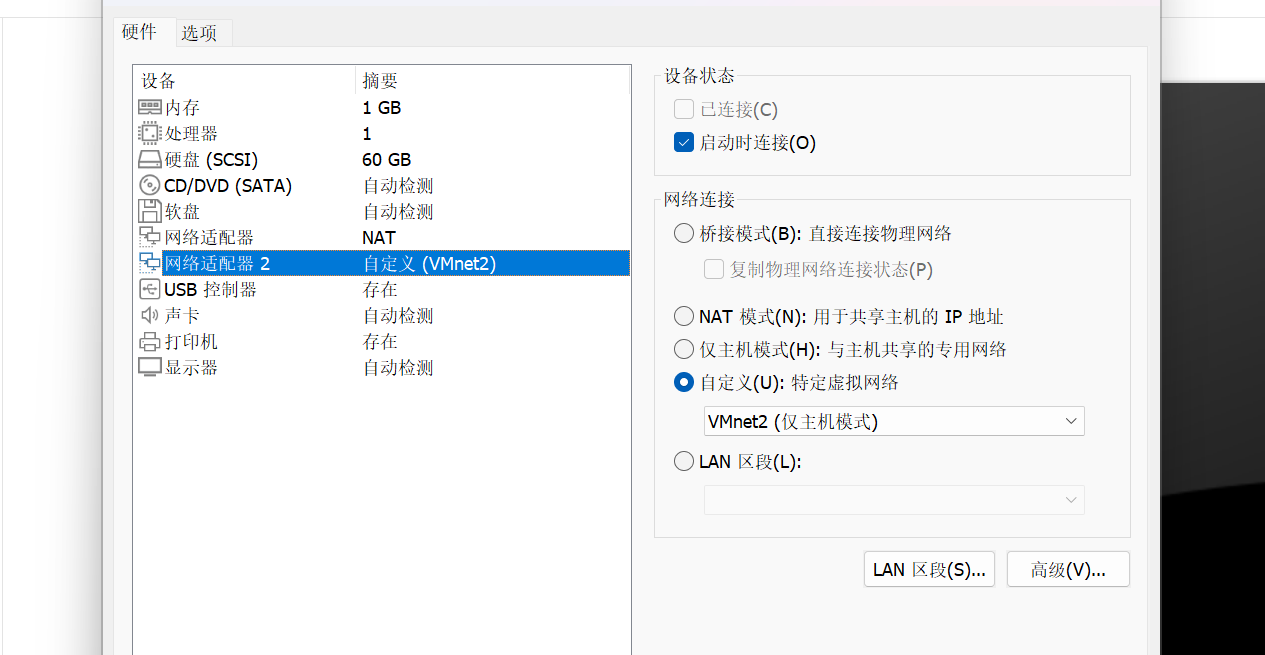 硬件 选项
设备 摘要
内存 1 GB
处理器 1
硬盘 (SCSI) 60 GB
CD/DVD (SATA) 自动检测
软盘 自动检测
网络适配器 NAT
网络适配器 2 自定义 (VMnet2)
USB 控制器 存在
声卡 自动检测
打印机 存在
显示器 自动检测
设备状态
已连接(C)
启动时连接(O)
网络连接
桥接模式(B): 直接连接物理网络
复制物理网络连接状态(P)
NAT 模式(N): 用于共享主机的 IP 地址
仅主机模式(H): 与主机共享的专用网络
自定义(U): 特定虚拟网络
VMnet2 (仅主机模式)
LAN 区段(L):
LAN 区段(S)... 高级(V)...